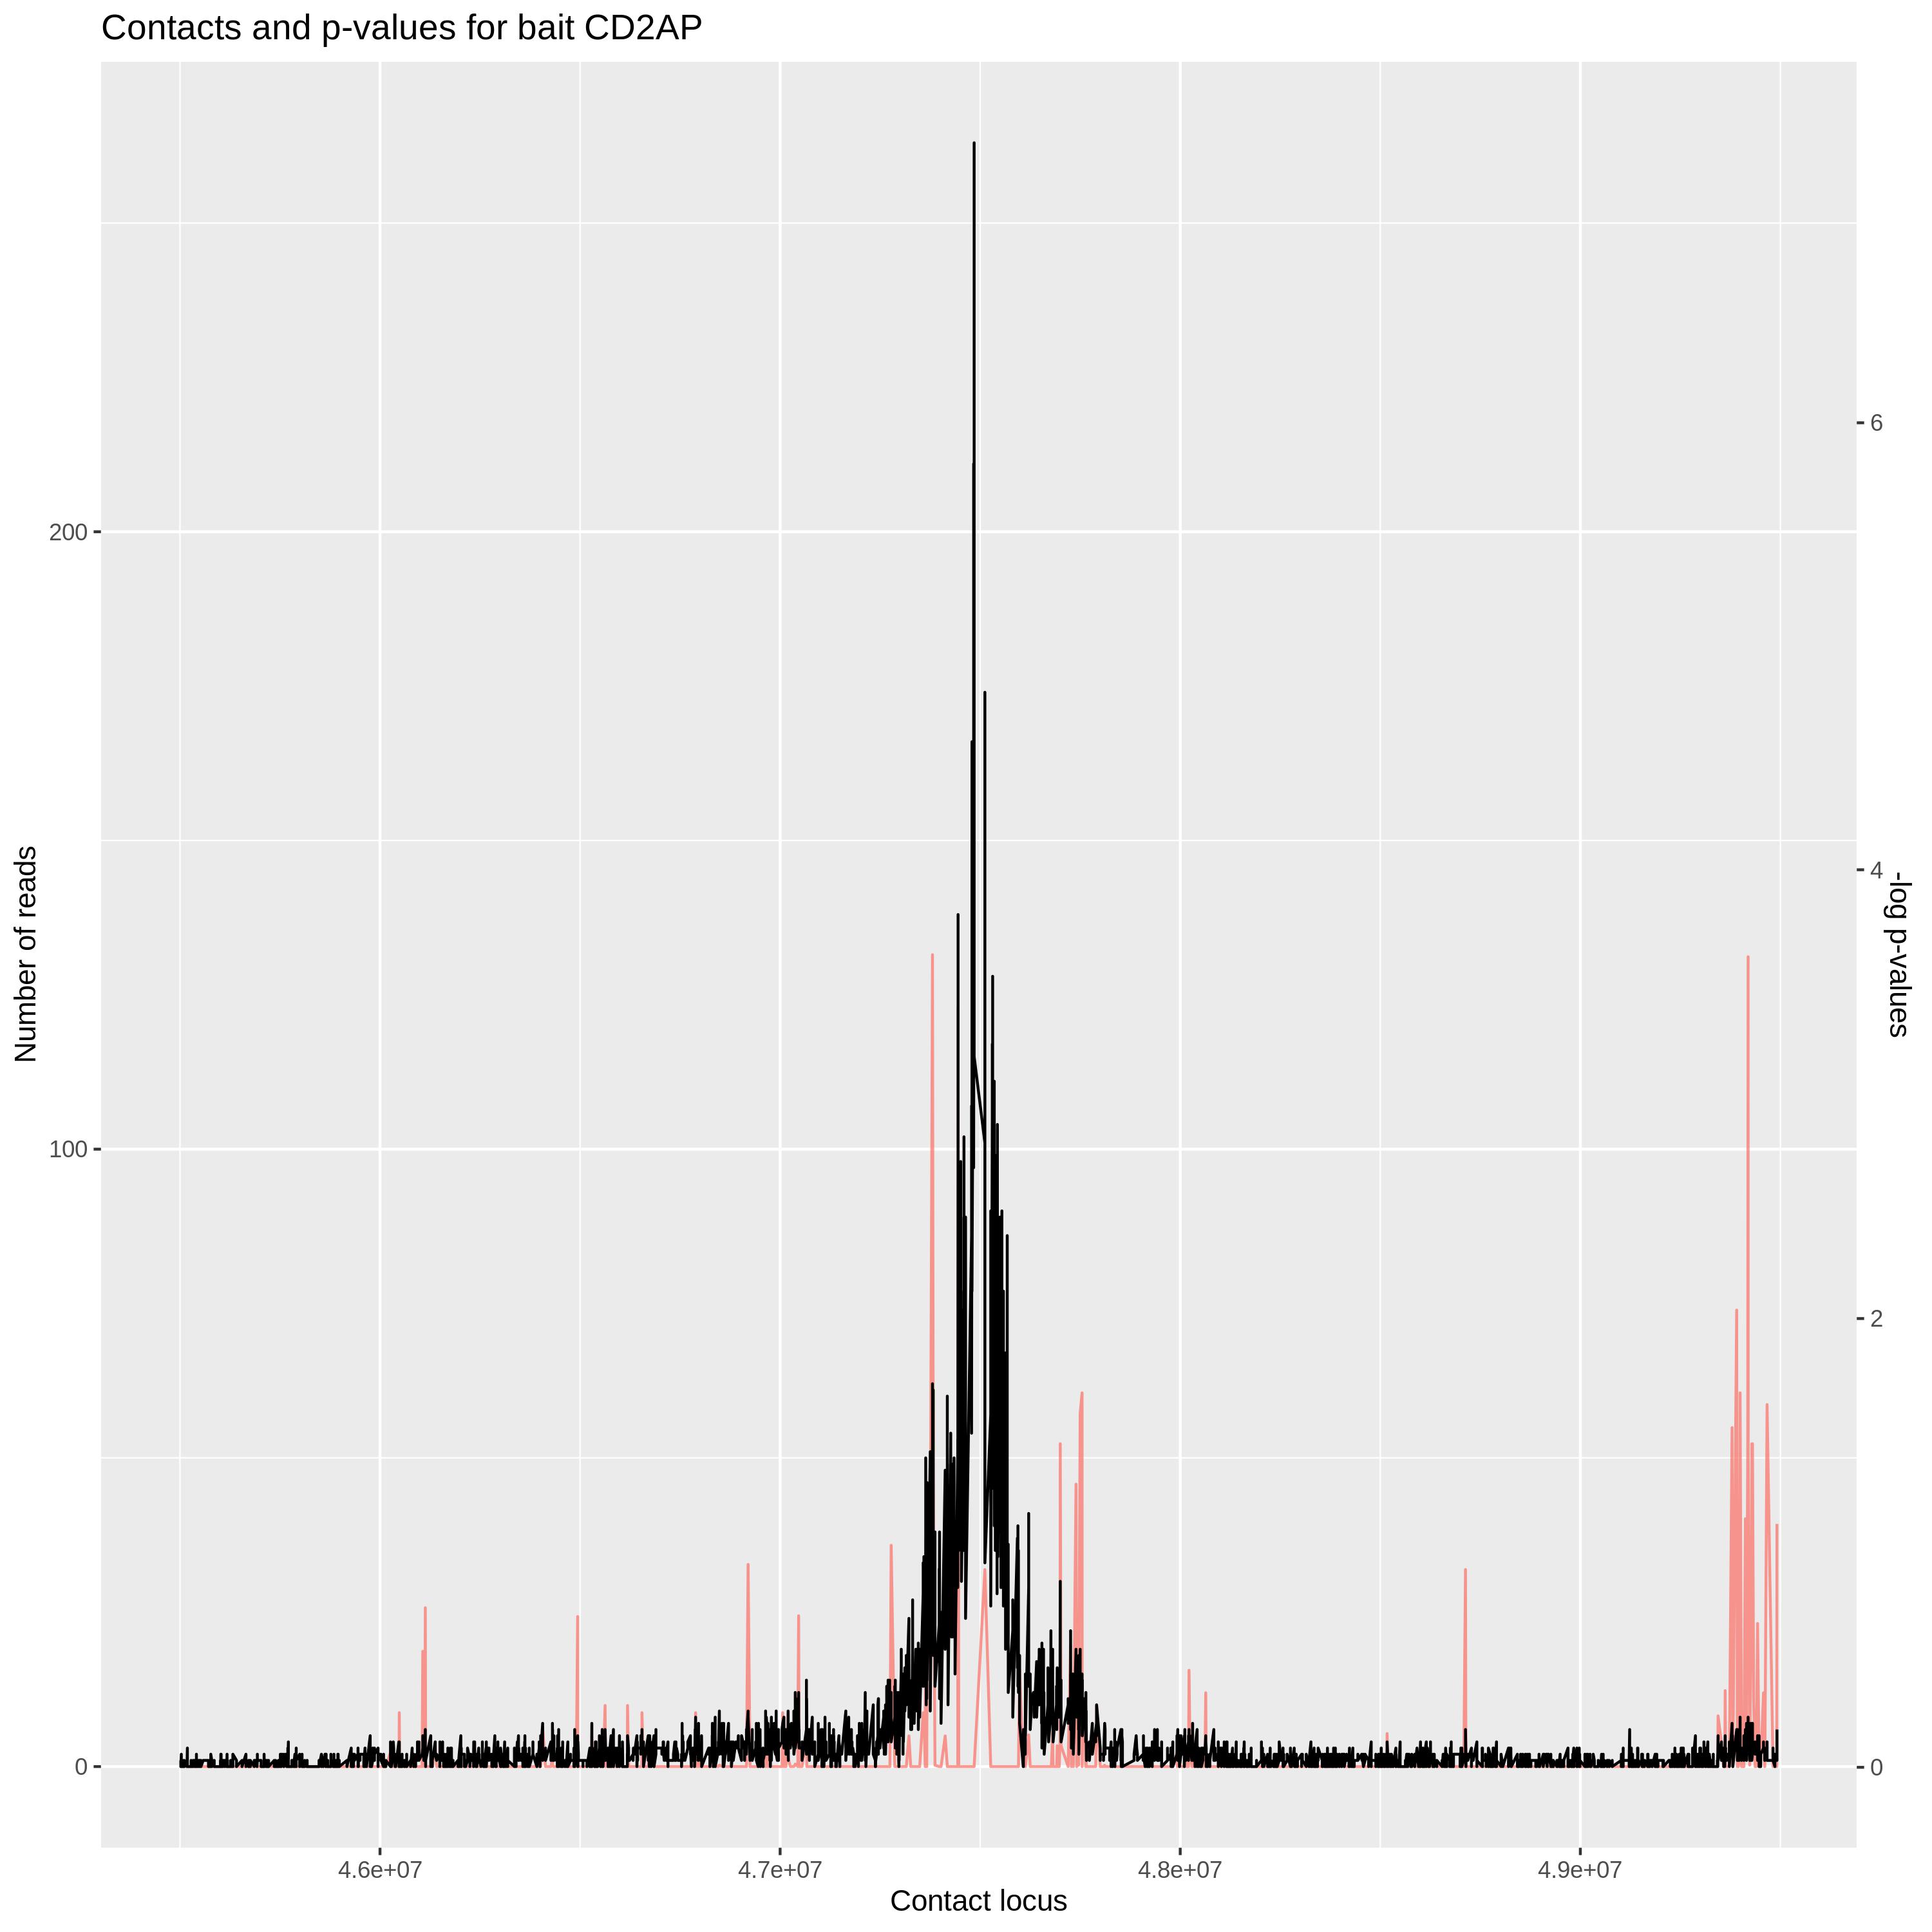 Contacts and p-values for bait CD2AP
Number of reads
200
100
0
6
4
2
0
-log p-values
4.6e+07 4.7e+07 4.8e+07 4.9e+07
Contact locus